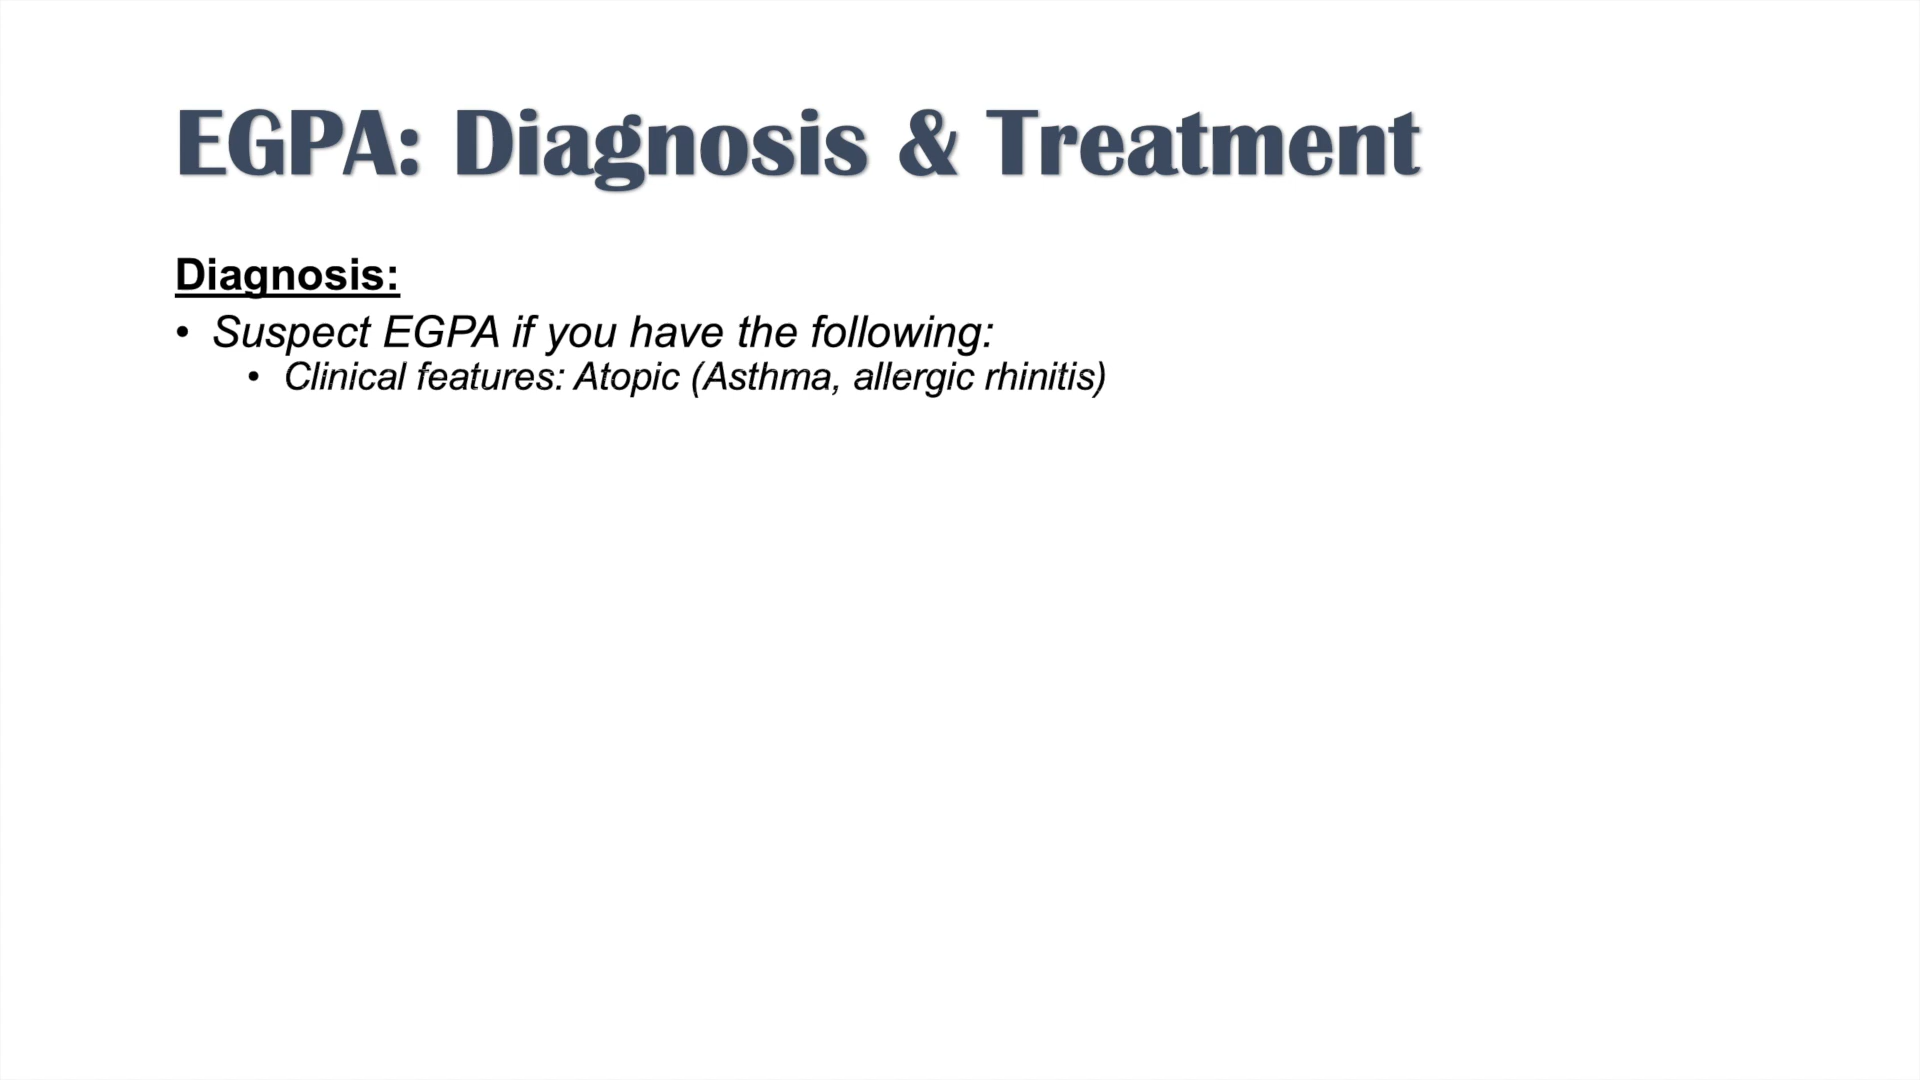 EGPA: Diagnosis & Treatment
Diagnosis:
• Suspect EGPA if you have the following:
• Clinical features: Atopic (Asthma, allergic rhinitis)